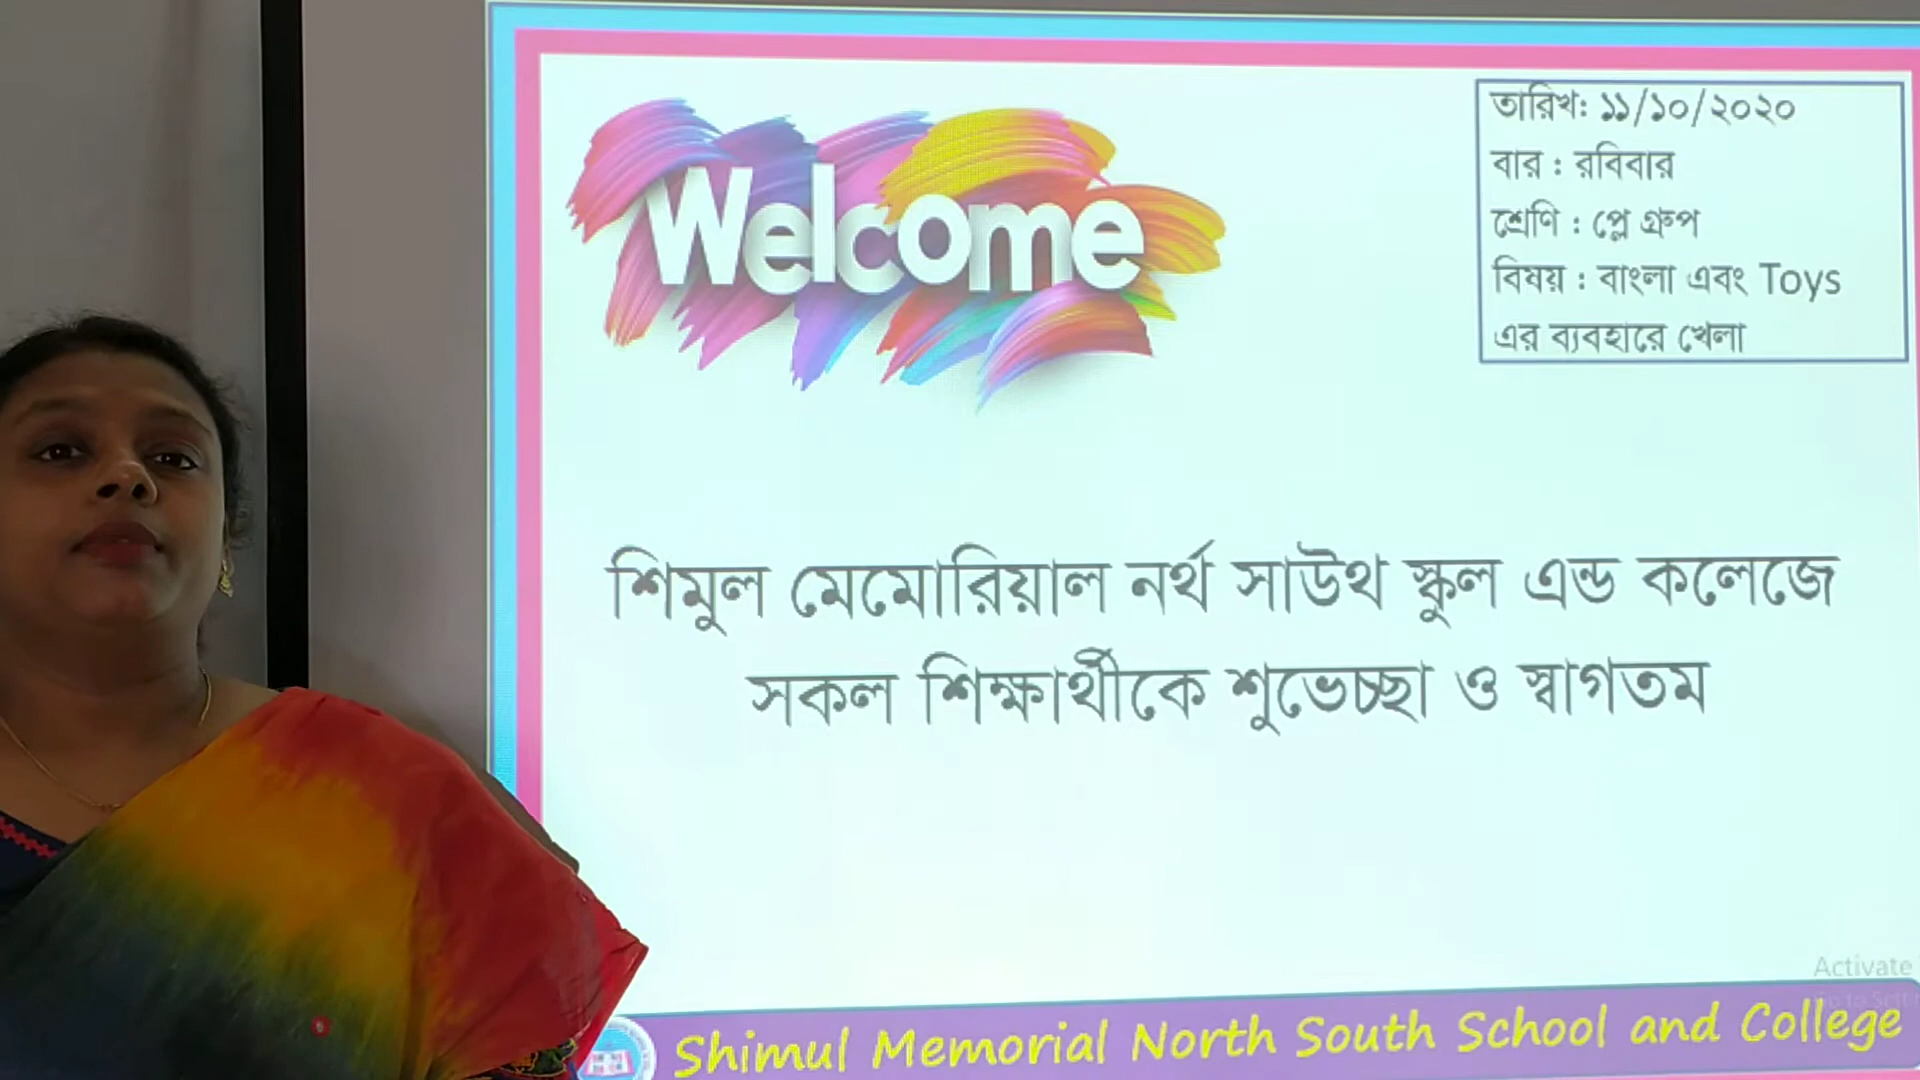 Welcome
তারিখ: ১১/১০/২০২০
বার : রবিবার
শ্রেণি : প্লে গ্রুপ
বিষয় : বাংলা এবং Toys
এর ব্যবহারে খেলা
শিমুল মেমোরিয়াল নর্থ সাউথ স্কুল এন্ড কলেজে
সকল শিক্ষার্থীকে শুভেচ্ছা ও স্বাগতম
Activate
Shimul Memorial North South School and College